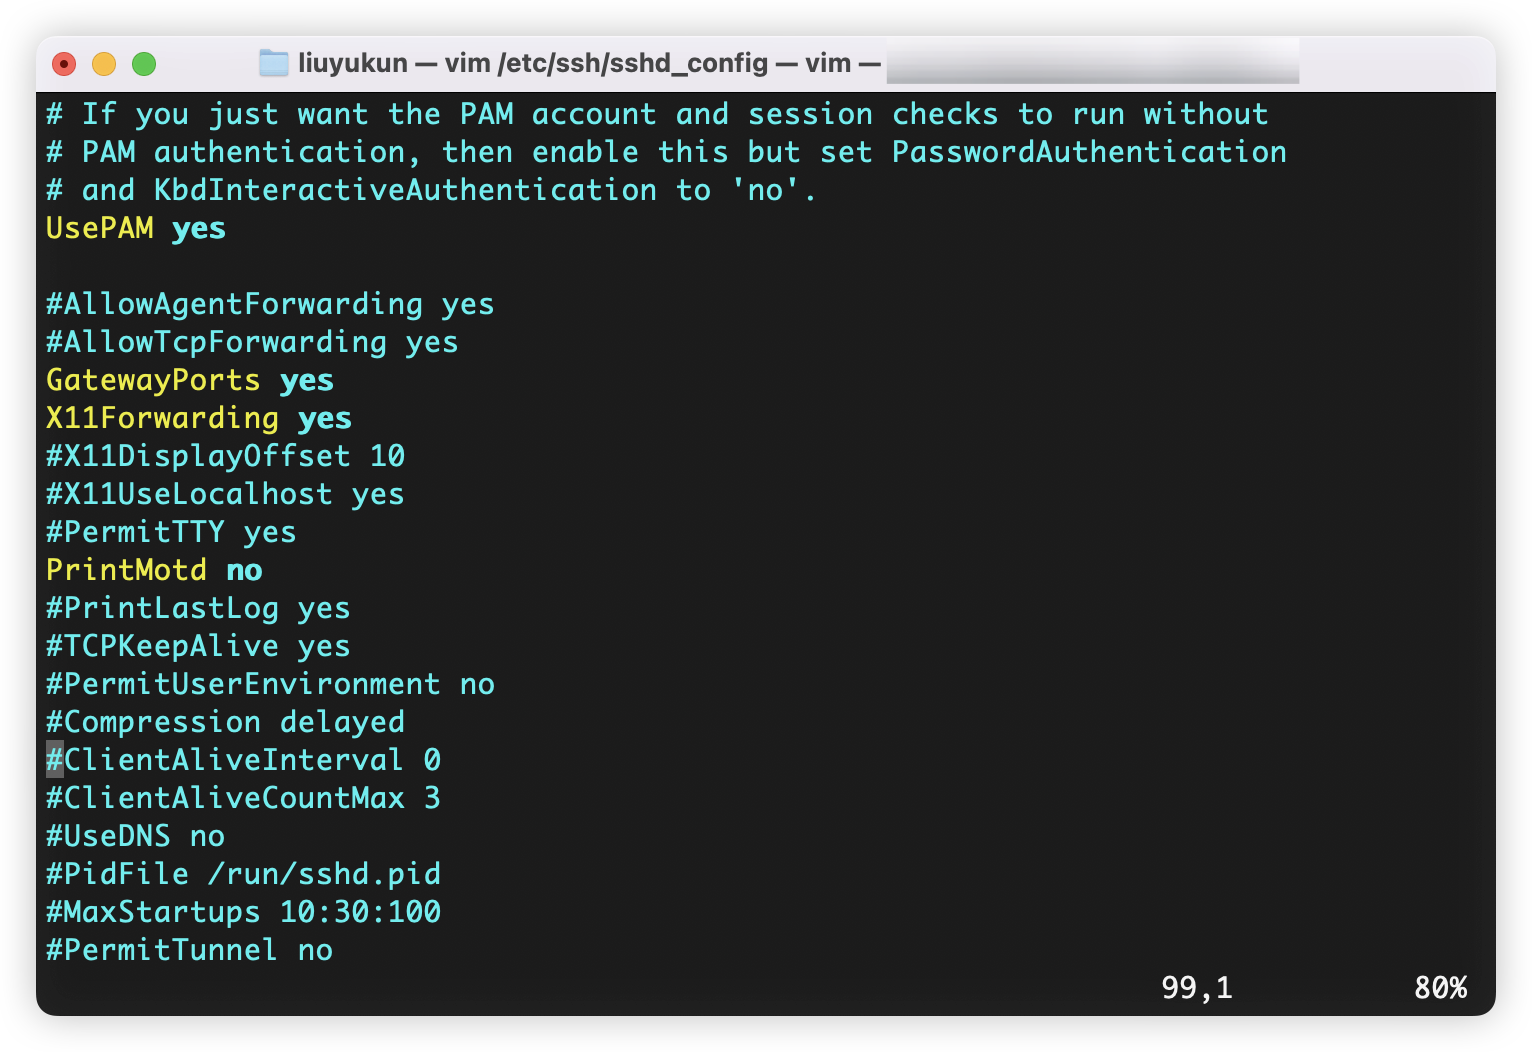 liuyukun — vim /etc/ssh/sshd_config — vim —
# If you just want the PAM account and session checks to run without
# PAM authentication, then enable this but set PasswordAuthentication
# and KbdInteractiveAuthentication to 'no'.
UsePAM yes
#AllowAgentForwarding yes
#AllowTcpForwarding yes
GatewayPorts yes
X11Forwarding yes
#X11DisplayOffset 10
#X11UseLocalhost yes
#PermitTTY yes
PrintMotd no
#PrintLastLog yes
#TCPKeepAlive yes
#PermitUserEnvironment no
#Compression delayed
#ClientAliveInterval 0
#ClientAliveCountMax 3
#UseDNS no
#PidFile /run/sshd.pid
#MaxStartups 10:30:100
#PermitTunnel no
99,1 80%